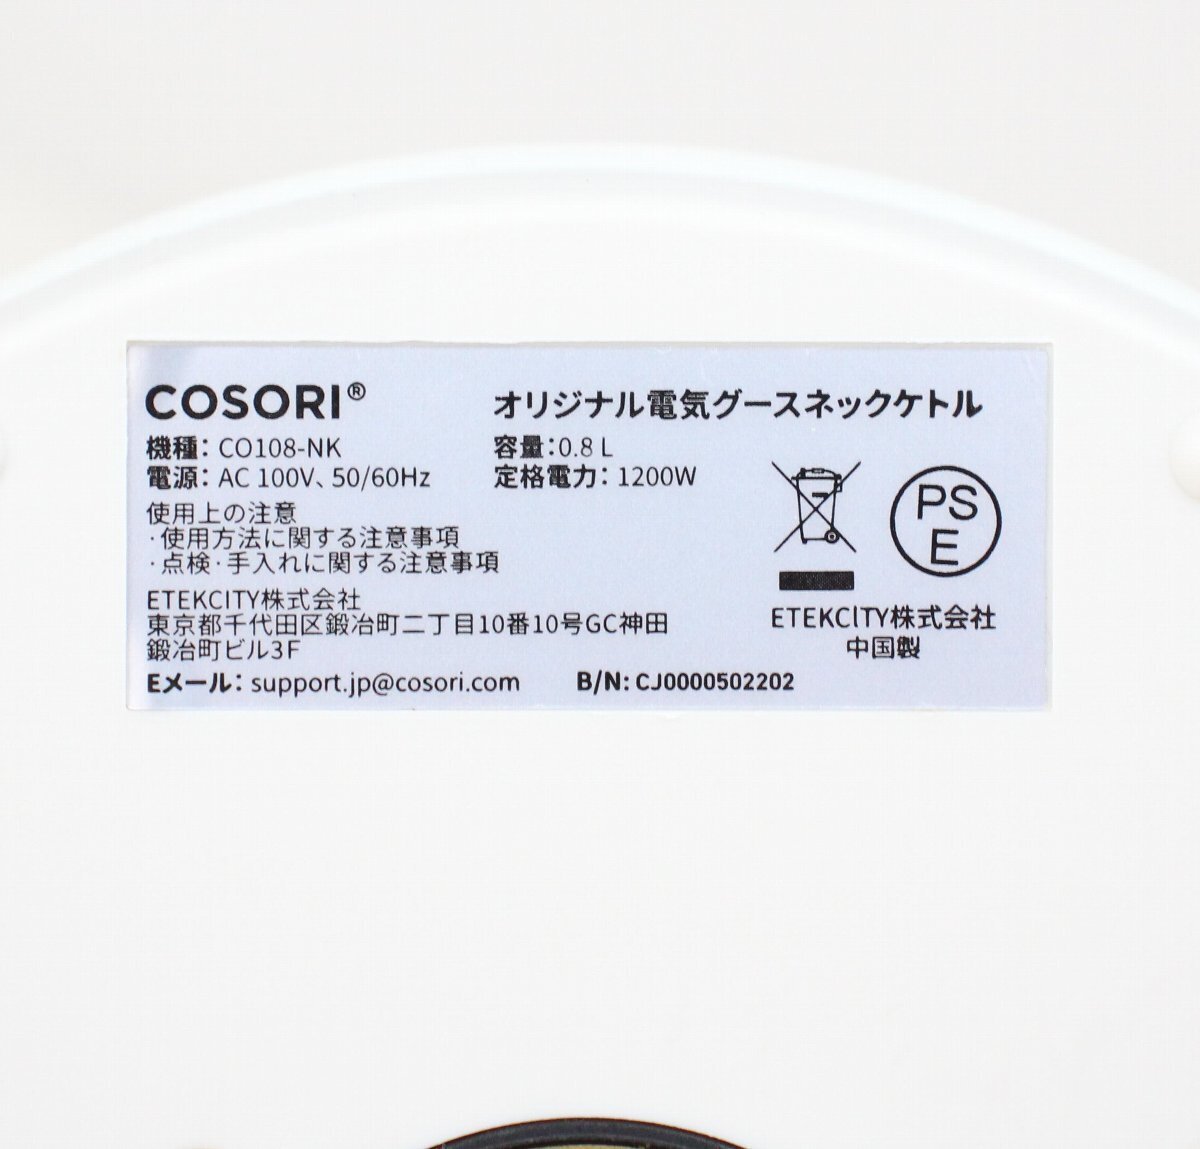 COSORI®
オリジナル電気グースネックケトル
機種: CO108-NK
容量:0.8 L
電源: AC 100V、50/60Hz
定格電力: 1200W
使用上の注意
·使用方法に関する注意事項
·点検·手入れに関する注意事項
PS
E
ETEKCITY株式会社
東京都千代田区鍛冶町二丁目10番10号GC神田
鍛冶町ビル3F
ETEKCITY株式会社
中国製
Eメール: support.jp@cosori.com
B/N: CJ0000502202